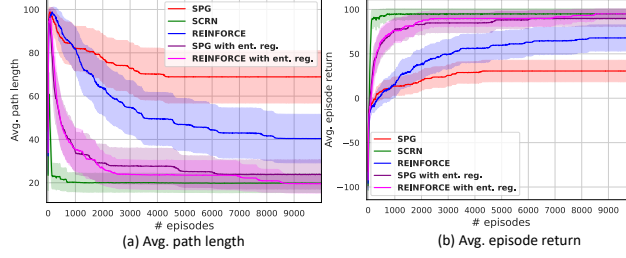 100
80
60
40
20
Avg. path length
SPG
SCRN
REINFORCE
SPG with ent. reg.
REINFORCE with ent. reg.
0 1000 2000 3000 4000 5000 6000 7000 8000 9000
# episodes
(a) Avg. path length
100
50
0
−50
−100
Avg. episode return
SPG
SCRN
REINFORCE
SPG with ent. reg.
REINFORCE with ent. reg.
0 1000 2000 3000 4000 5000 6000 7000 8000 9000
# episodes
(b) Avg. episode return